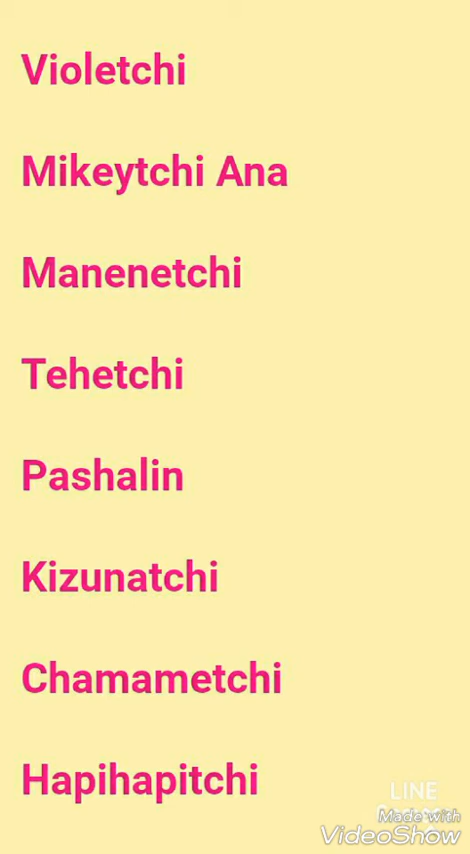 Violetchi
Mikeytchi Ana
Manenetchi
Tehetchi
Pashalin
Kizunatchi
Chamametchi
Hapihapitchi
LINE
Made with
VideoShow